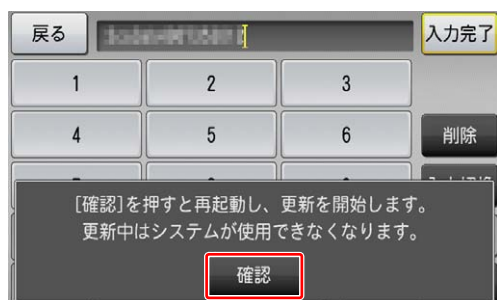 戻る
入力完了
1 2 3
4 5 6 削除
[確認]を押すと再起動し、更新を開始します。
更新中はシステムが使用できなくなります。
確認